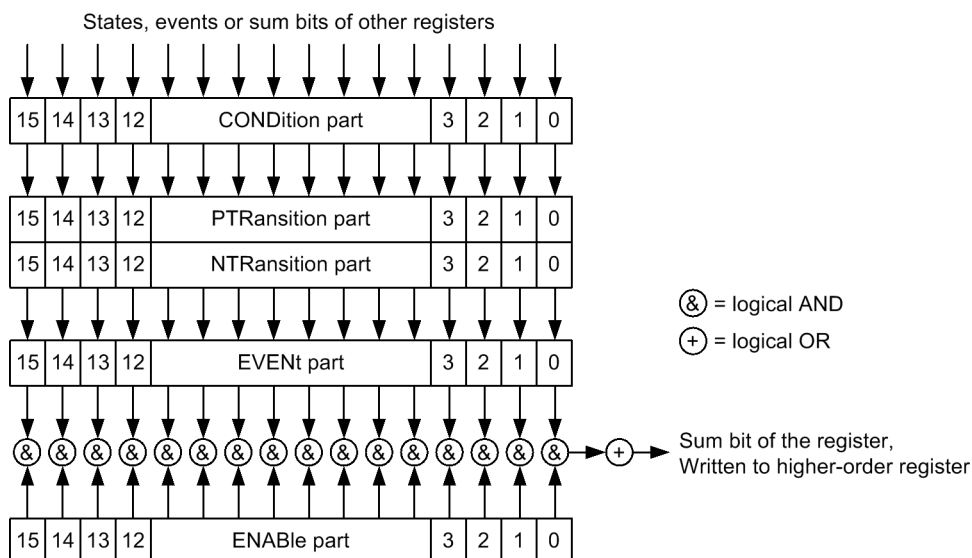 States, events or sum bits of other registers
15 14 13 12 CONDition part 3 2 1 0
15 14 13 12 PTRansition part 3 2 1 0
15 14 13 12 NTRansition part 3 2 1 0
& = logical AND
+ = logical OR
15 14 13 12 EVENt part 3 2 1 0
& & & & & & & & & & & & & & & & + Sum bit of the register,
Written to higher-order register
15 14 13 12 ENABle part 3 2 1 0